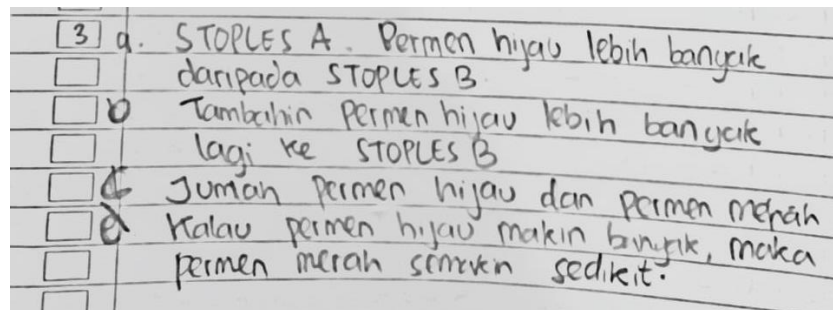 3 a. STOPLES A. Permen hijau lebih banyak
daripada STOPLES B.
b Tambahin permen hijau lebih banyak
lagi ke STOPLES B
c Jumah permen hijau dan permen merah
d Kalau permen hijau makin banyak, maka
permen merah semakin sedikit.